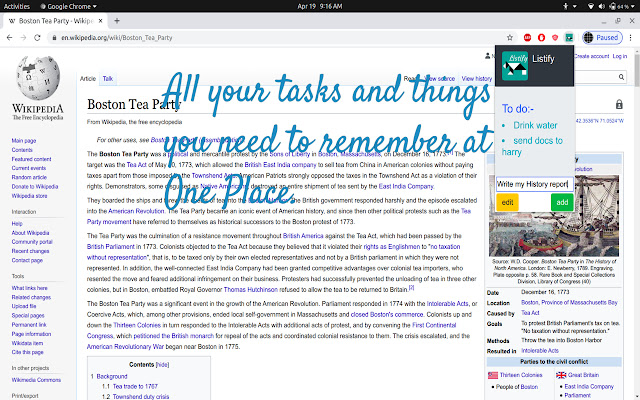 Activities
Google Chrome
Apr 19 9:16 AM
64 %
Boston Tea Party - Wikipe
en.wikipedia.org/wiki/Boston_Tea_Party
Paused
Listify
Listify
Create account
Log in
Article
Talk
source
View history
WIKIPEDIA
The Free Encyclopedia
All your tasks and things
you need to remember at
One Place.
Boston Tea Party
From Wikipedia, the free encyclopedia
For other uses, see Boston
The Boston Tea Party was a political and mercantile protest by the Sons of Liberty in Boston, Massachusetts, on December 16, 1773.
target was the Tea Act of May 10, 1773, which allowed the British East India company to sell tea from China in American colonies without paying
taxes apart from those imposed by the Townshend Acts. American Patriots strongly opposed the taxes in the Townshend Act as a violation of their
rights. Demonstrators, some disguised as Native Americans, destroyed an entire shipment of tea sent by the East India Company.
They boarded the ships and threw the chests of tea into the Boston Harbor. The British government responded harshly and the episode escalated
into the American Revolution. The Tea Party became an iconic event of American history, and since then other political protests such as the Tea
Party movement have referred to themselves as historical successors to the Boston protest of 1773.
The Tea Party was the culmination of a resistance movement throughout British America against the Tea Act, which had been passed by the
British Parliament in 1773. Colonists objected to the Tea Act because they believed that it violated their rights as Englishmen to "no taxation
without representation", that is, to be taxed only by their own elected representatives and not by a British parliament in which they were not
represented. In addition, the well-connected East India Company had been granted competitive advantages over colonial tea importers, who
resented the move and feared additional infringement on their business. Protesters had successfully prevented the unloading of tea in three other
colonies, but in Boston, embattled Royal Governor Thomas Hutchinson refused to allow the tea to be returned to Britain.[2]
The Boston Tea Party was a significant event in the growth of the American Revolution. Parliament responded in 1774 with the Intolerable Acts, or
Coercive Acts, which, among other provisions, ended local self-government in Massachusetts and closed Boston's commerce. Colonists up and
down the Thirteen Colonies in turn responded to the Intolerable Acts with additional acts of protest, and by convening the First Continental
Congress, which petitioned the British monarch for repeal of the acts and coordinated colonial resistance to them. The crisis escalated, and the
American Revolutionary War began near Boston in 1775.
Contents [hide]
1 Background
1.1 Tea trade to 1767
1.2 Townshend duty crisis
Main page
Contents
Featured content
Current events
Random article
Donate to Wikipedia
Wikipedia store
Interaction
Help
About Wikipedia
Community portal
Recent changes
Contact page
Tools
What links here
Related changes
Upload file
Special pages
Permanent link
Page information
Wikidata item
Cite this page
In other projects
Wikimedia Commons
Print/export
To do:-
Drink water
send docs to
harry
Write my History report
edit
add
42.3536°N 71.0524°W
Source: W.D. Cooper. Boston Tea Party in The History of
North America. London: E. Newberry, 1789. Engraving.
Plate opposite p. 58. Rare Book and Special Collections
Division, Library of Congress (40)
Date December 16, 1773
Location Boston, Province of Massachusetts Bay
Caused by Tea Act
Goals To protest British Parliament's tax on tea.
"No taxation without representation."
Methods Throw the tea into Boston Harbor
Resulted in Intolerable Acts
Parties to the civil conflict
Thirteen Colonies
Great Britain
People of Boston
East India Company
Parliament